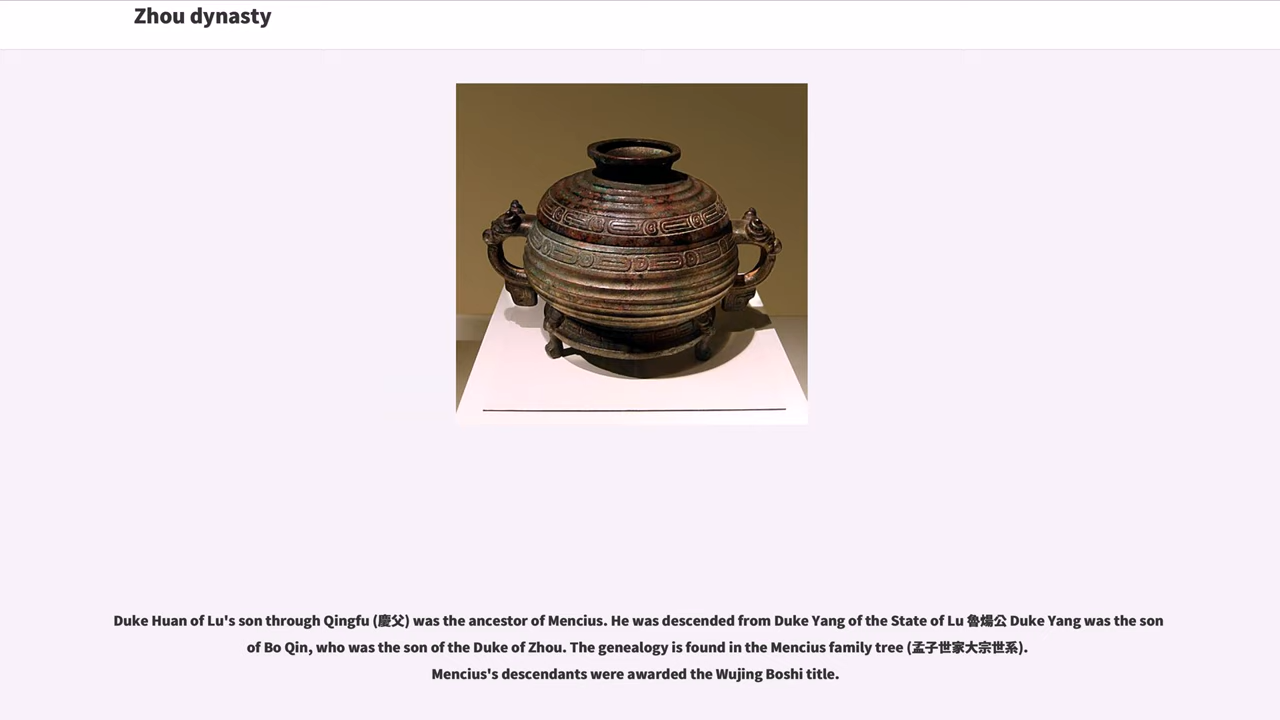 Zhou dynasty
Duke Huan of Lu's son through Qingfu (慶父) was the ancestor of Mencius. He was descended from Duke Yang of the State of Lu 魯煬公 Duke Yang was the son
of Bo Qin, who was the son of the Duke of Zhou. The genealogy is found in the Mencius family tree (孟子世家大宗世系).
Mencius's descendants were awarded the Wujing Boshi title.